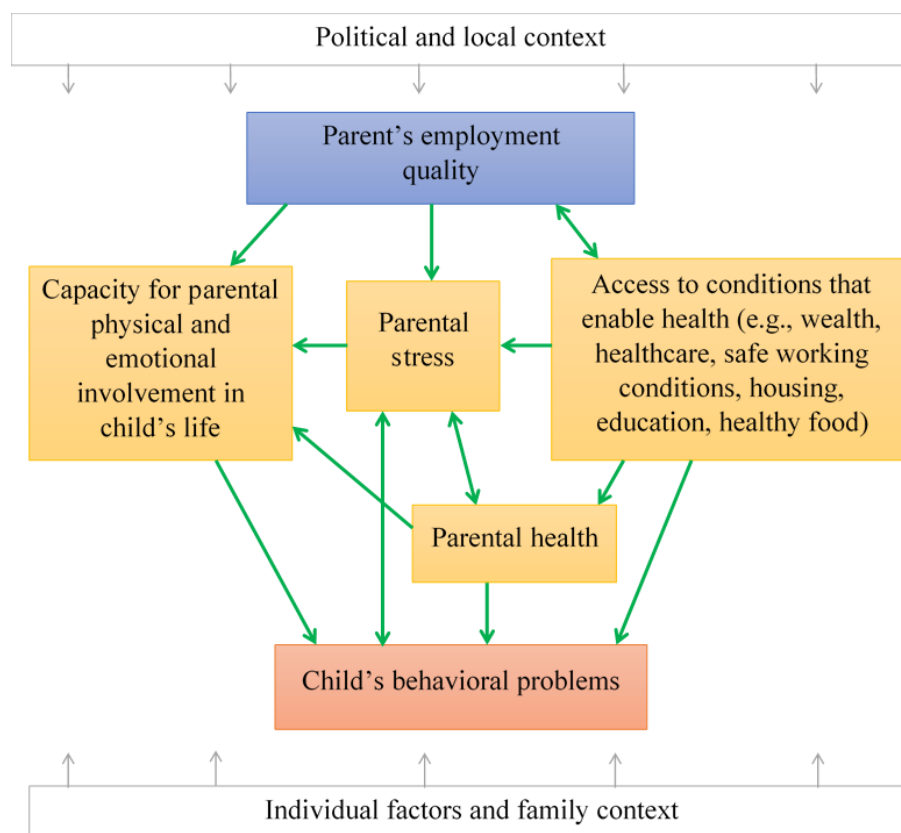 Political and local context
Parent’s employment
quality
Capacity for parental
physical and
emotional
involvement in
child’s life
Parental
stress
Access to conditions that
enable health (e.g., wealth,
healthcare, safe working
conditions, housing,
education, healthy food)
Parental health
Child’s behavioral problems
Individual factors and family context